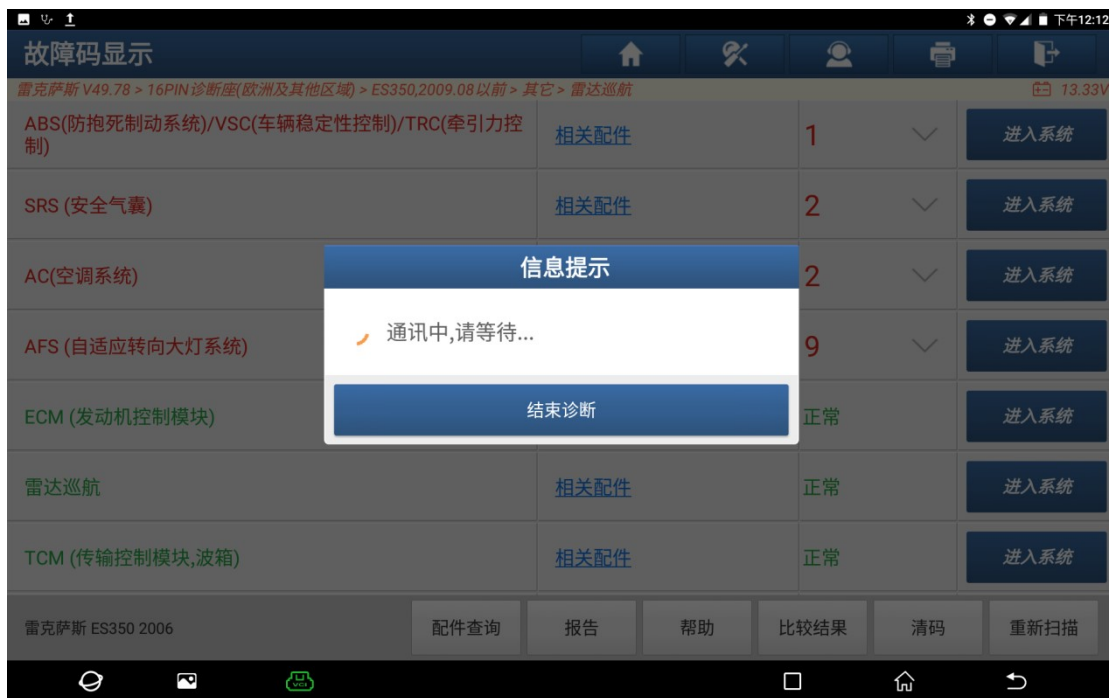 下午12:12
故障码显示
雷克萨斯 V49.78 > 16PIN诊断座(欧洲及其他区域) > ES350,2009.08以前 > 其它 > 雷达巡航
13.33V
ABS(防抱死制动系统)/VSC(车辆稳定性控制)/TRC(牵引力控
制)
相关配件
1
进入系统
SRS (安全气囊)
相关配件
2
进入系统
AC(空调系统)
2
进入系统
AFS (自适应转向大灯系统)
9
进入系统
信息提示
通讯中,请等待...
结束诊断
ECM (发动机控制模块)
正常
进入系统
雷达巡航
相关配件
正常
进入系统
TCM (传输控制模块,波箱)
相关配件
正常
进入系统
雷克萨斯 ES350 2006
配件查询
报告
帮助
比较结果
清码
重新扫描
VCI